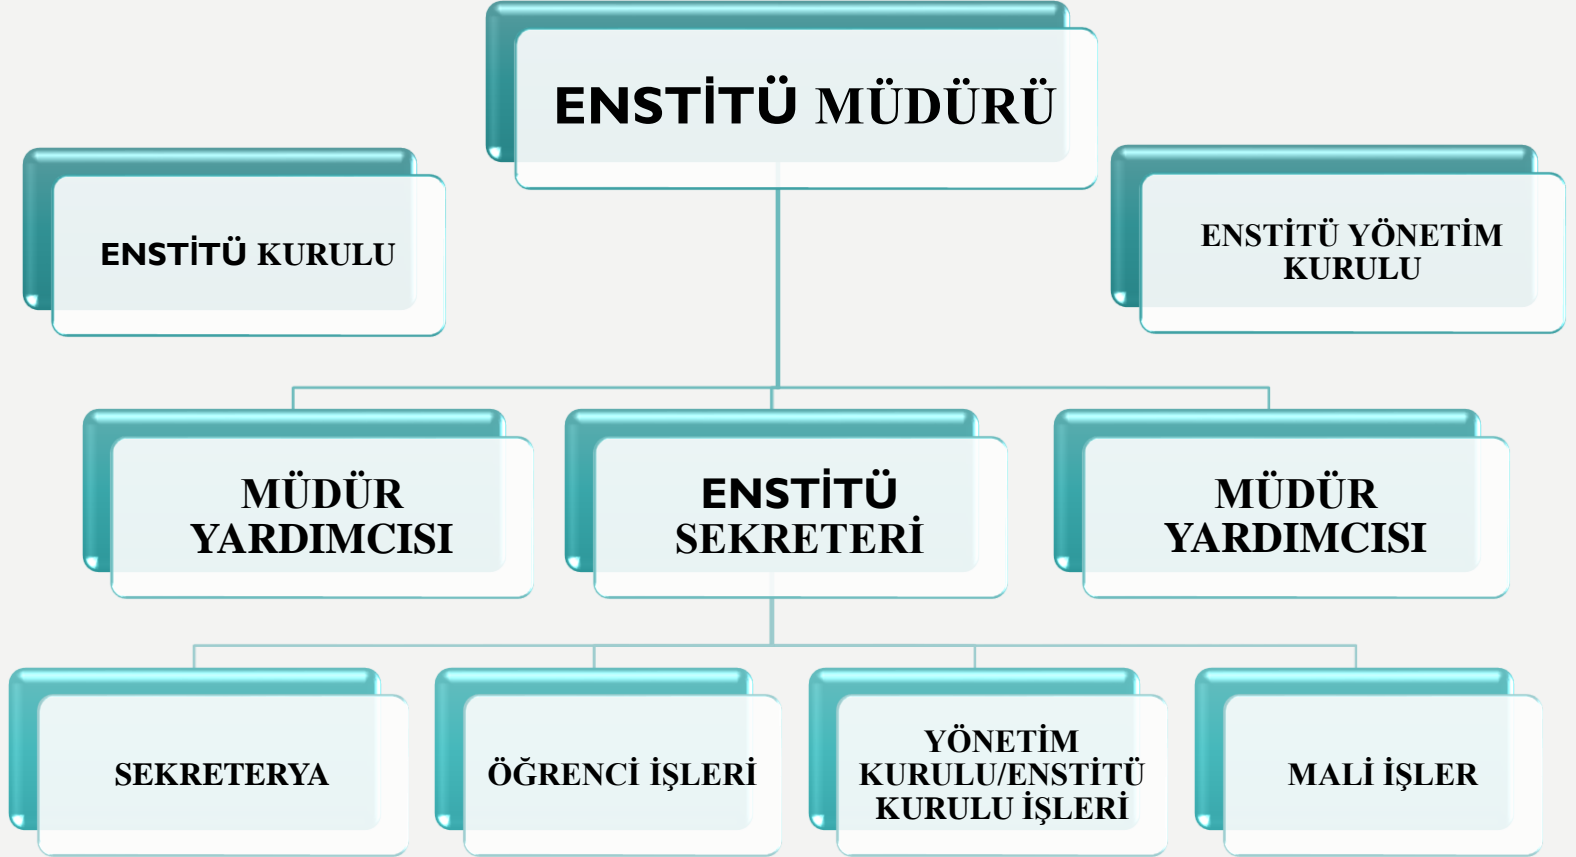 ENSTİTÜ MÜDÜRÜ
ENSTİTÜ KURULU
ENSTİTÜ YÖNETİM
KURULU
MÜDÜR
YARDIMCISI
ENSTİTÜ
SEKRETERİ
MÜDÜR
YARDIMCISI
SEKRETERYA
ÖĞRENCİ İŞLERİ
YÖNETİM
KURULU/ENSTİTÜ
KURULU İŞLERİ
MALİ İŞLER